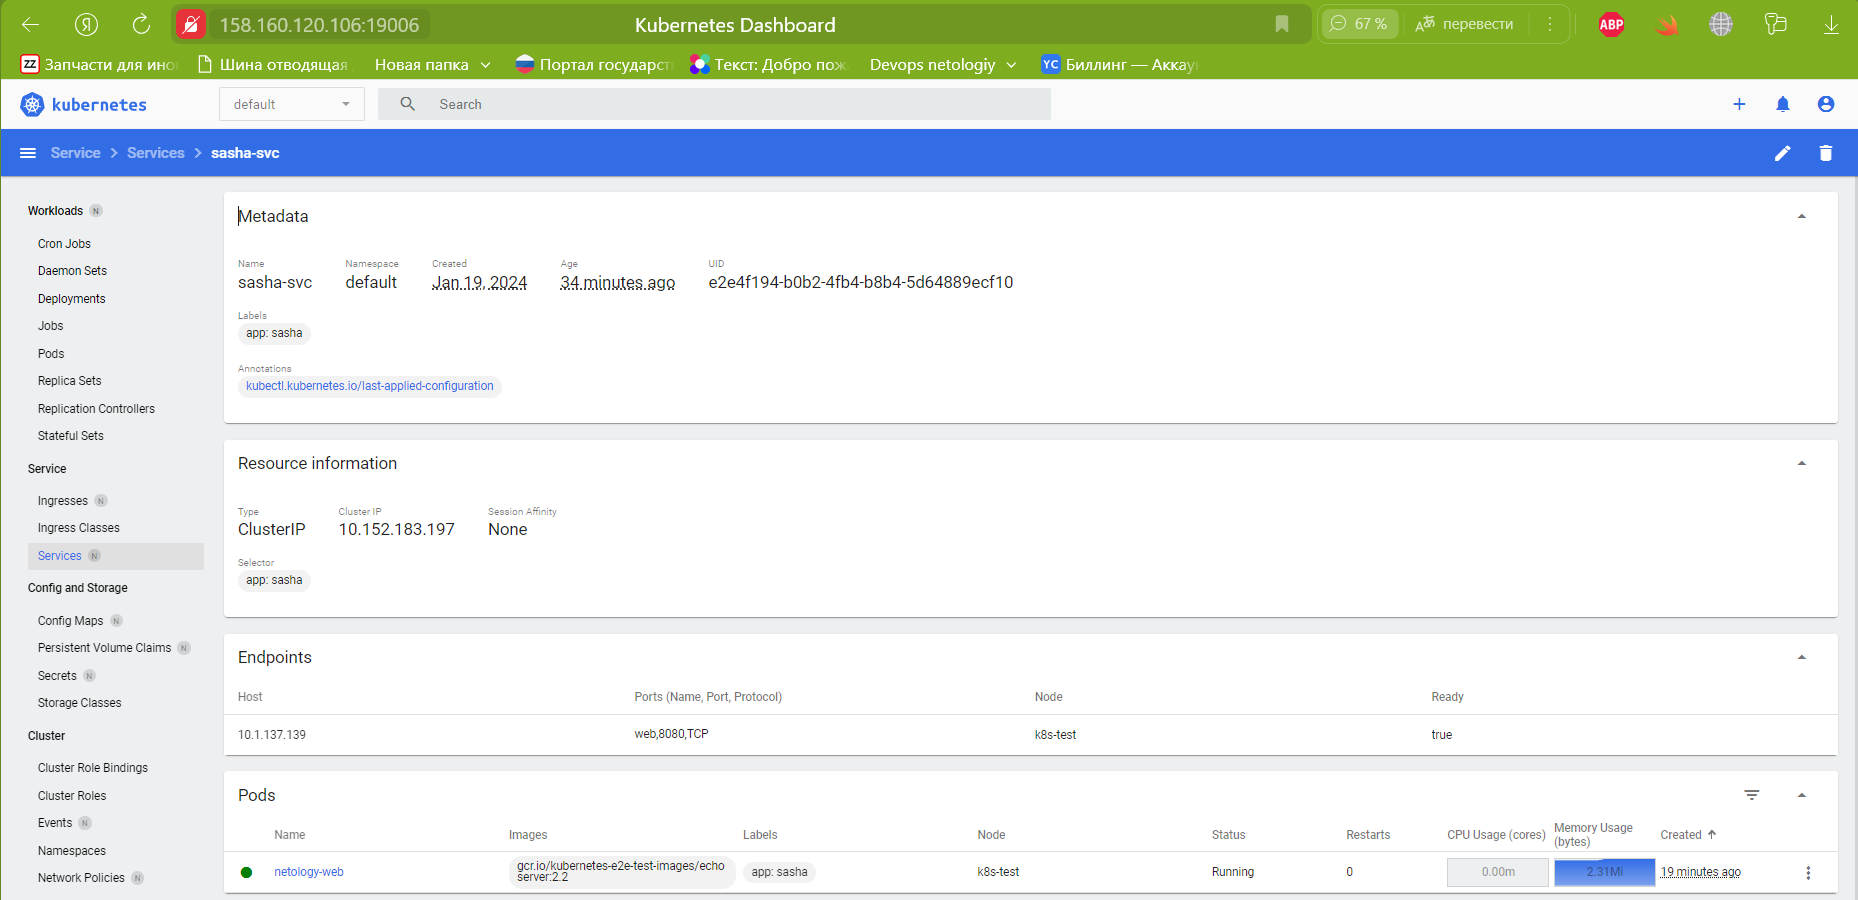 158.160.120.106:19006
Kubernetes Dashboard
67 %
перевести
ABP
ZZ Запчасти для ино
Шина отводящая
Новая папка
Портал государст
Текст: Добро пож
Devops netologiy
YC Биллинг — Аккау
kubernetes
default
Search
Service > Services > sasha-svc
Workloads N
Cron Jobs
Daemon Sets
Deployments
Jobs
Pods
Replica Sets
Replication Controllers
Stateful Sets
Service
Ingresses N
Ingress Classes
Services N
Config and Storage
Config Maps N
Persistent Volume Claims N
Secrets N
Storage Classes
Cluster
Cluster Role Bindings
Cluster Roles
Events N
Namespaces
Network Policies N
Metadata
Name Namespace Created Age UID
sasha-svc default Jan 19, 2024 34 minutes ago e2e4f194-b0b2-4fb4-b8b4-5d64889ecf10
Labels
app: sasha
Annotations
kubectl.kubernetes.io/last-applied-configuration
Resource information
Type Cluster IP Session Affinity
ClusterIP 10.152.183.197 None
Selector
app: sasha
Endpoints
Host Ports (Name, Port, Protocol) Node Ready
10.1.137.139 web,8080,TCP k8s-test true
Pods
Name Images Labels Node Status Restarts CPU Usage (cores) Memory Usage (bytes) Created
netology-web gcr.io/kubernetes-e2e-test-images/echo
server:2.2 app: sasha k8s-test Running 0 0.00m 2.31Mi 19 minutes ago